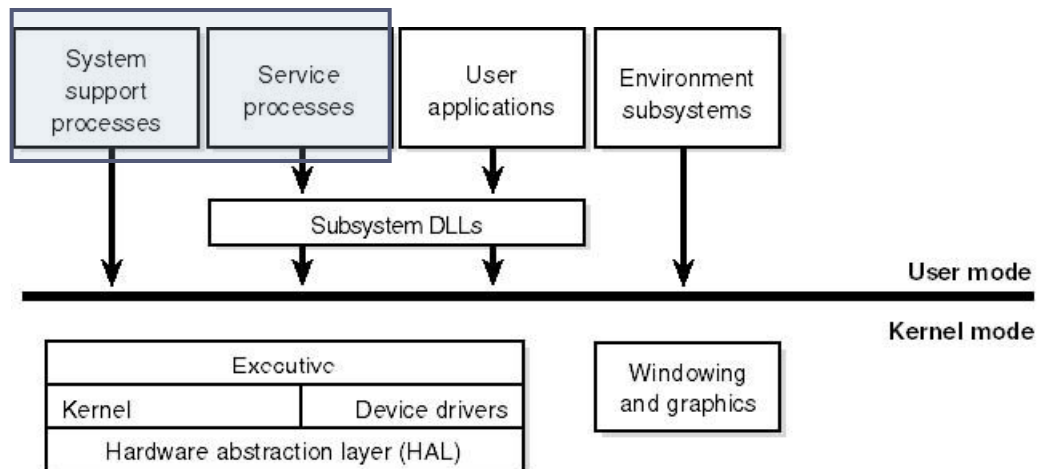 System
support
processes
Service
processes
User
applications
Environment
subsystems
Subsystem DLLs
User mode
Kernel mode
Executive
Kernel
Device drivers
Hardware abstraction layer (HAL)
Windowing
and graphics